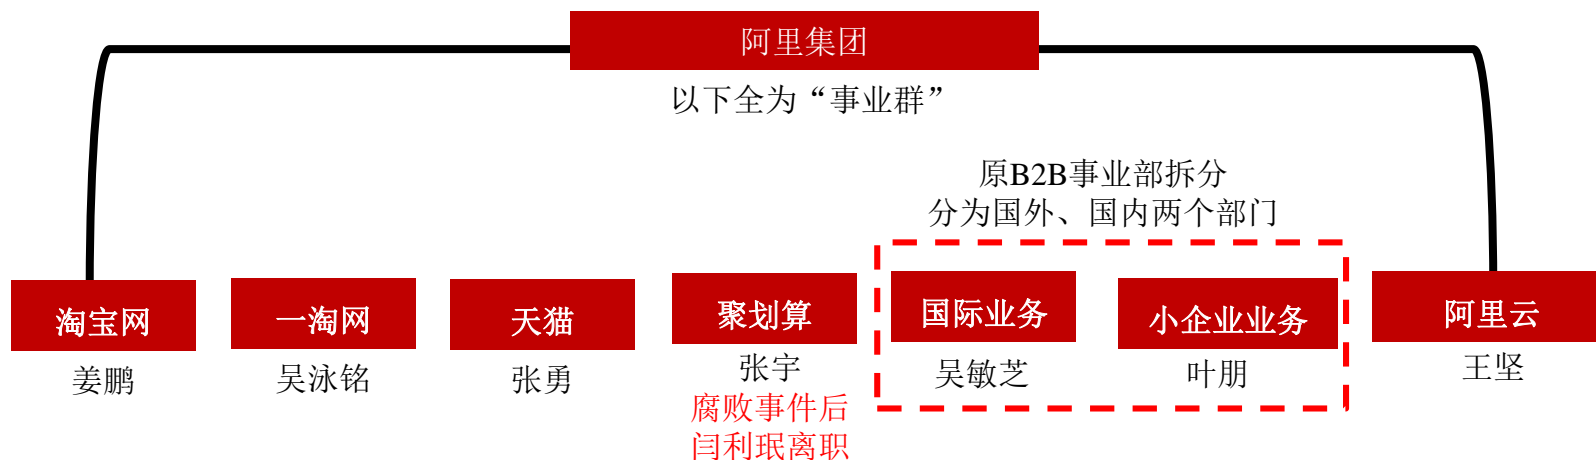 阿里集团
以下全为“事业群”
原B2B事业部拆分
分为国外、国内两个部门
淘宝网
一淘网
天猫
聚划算
国际业务
小企业业务
阿里云
姜鹏
吴泳铭
张勇
张宇
吴敏芝
叶朋
王坚
腐败事件后
闫利珉离职